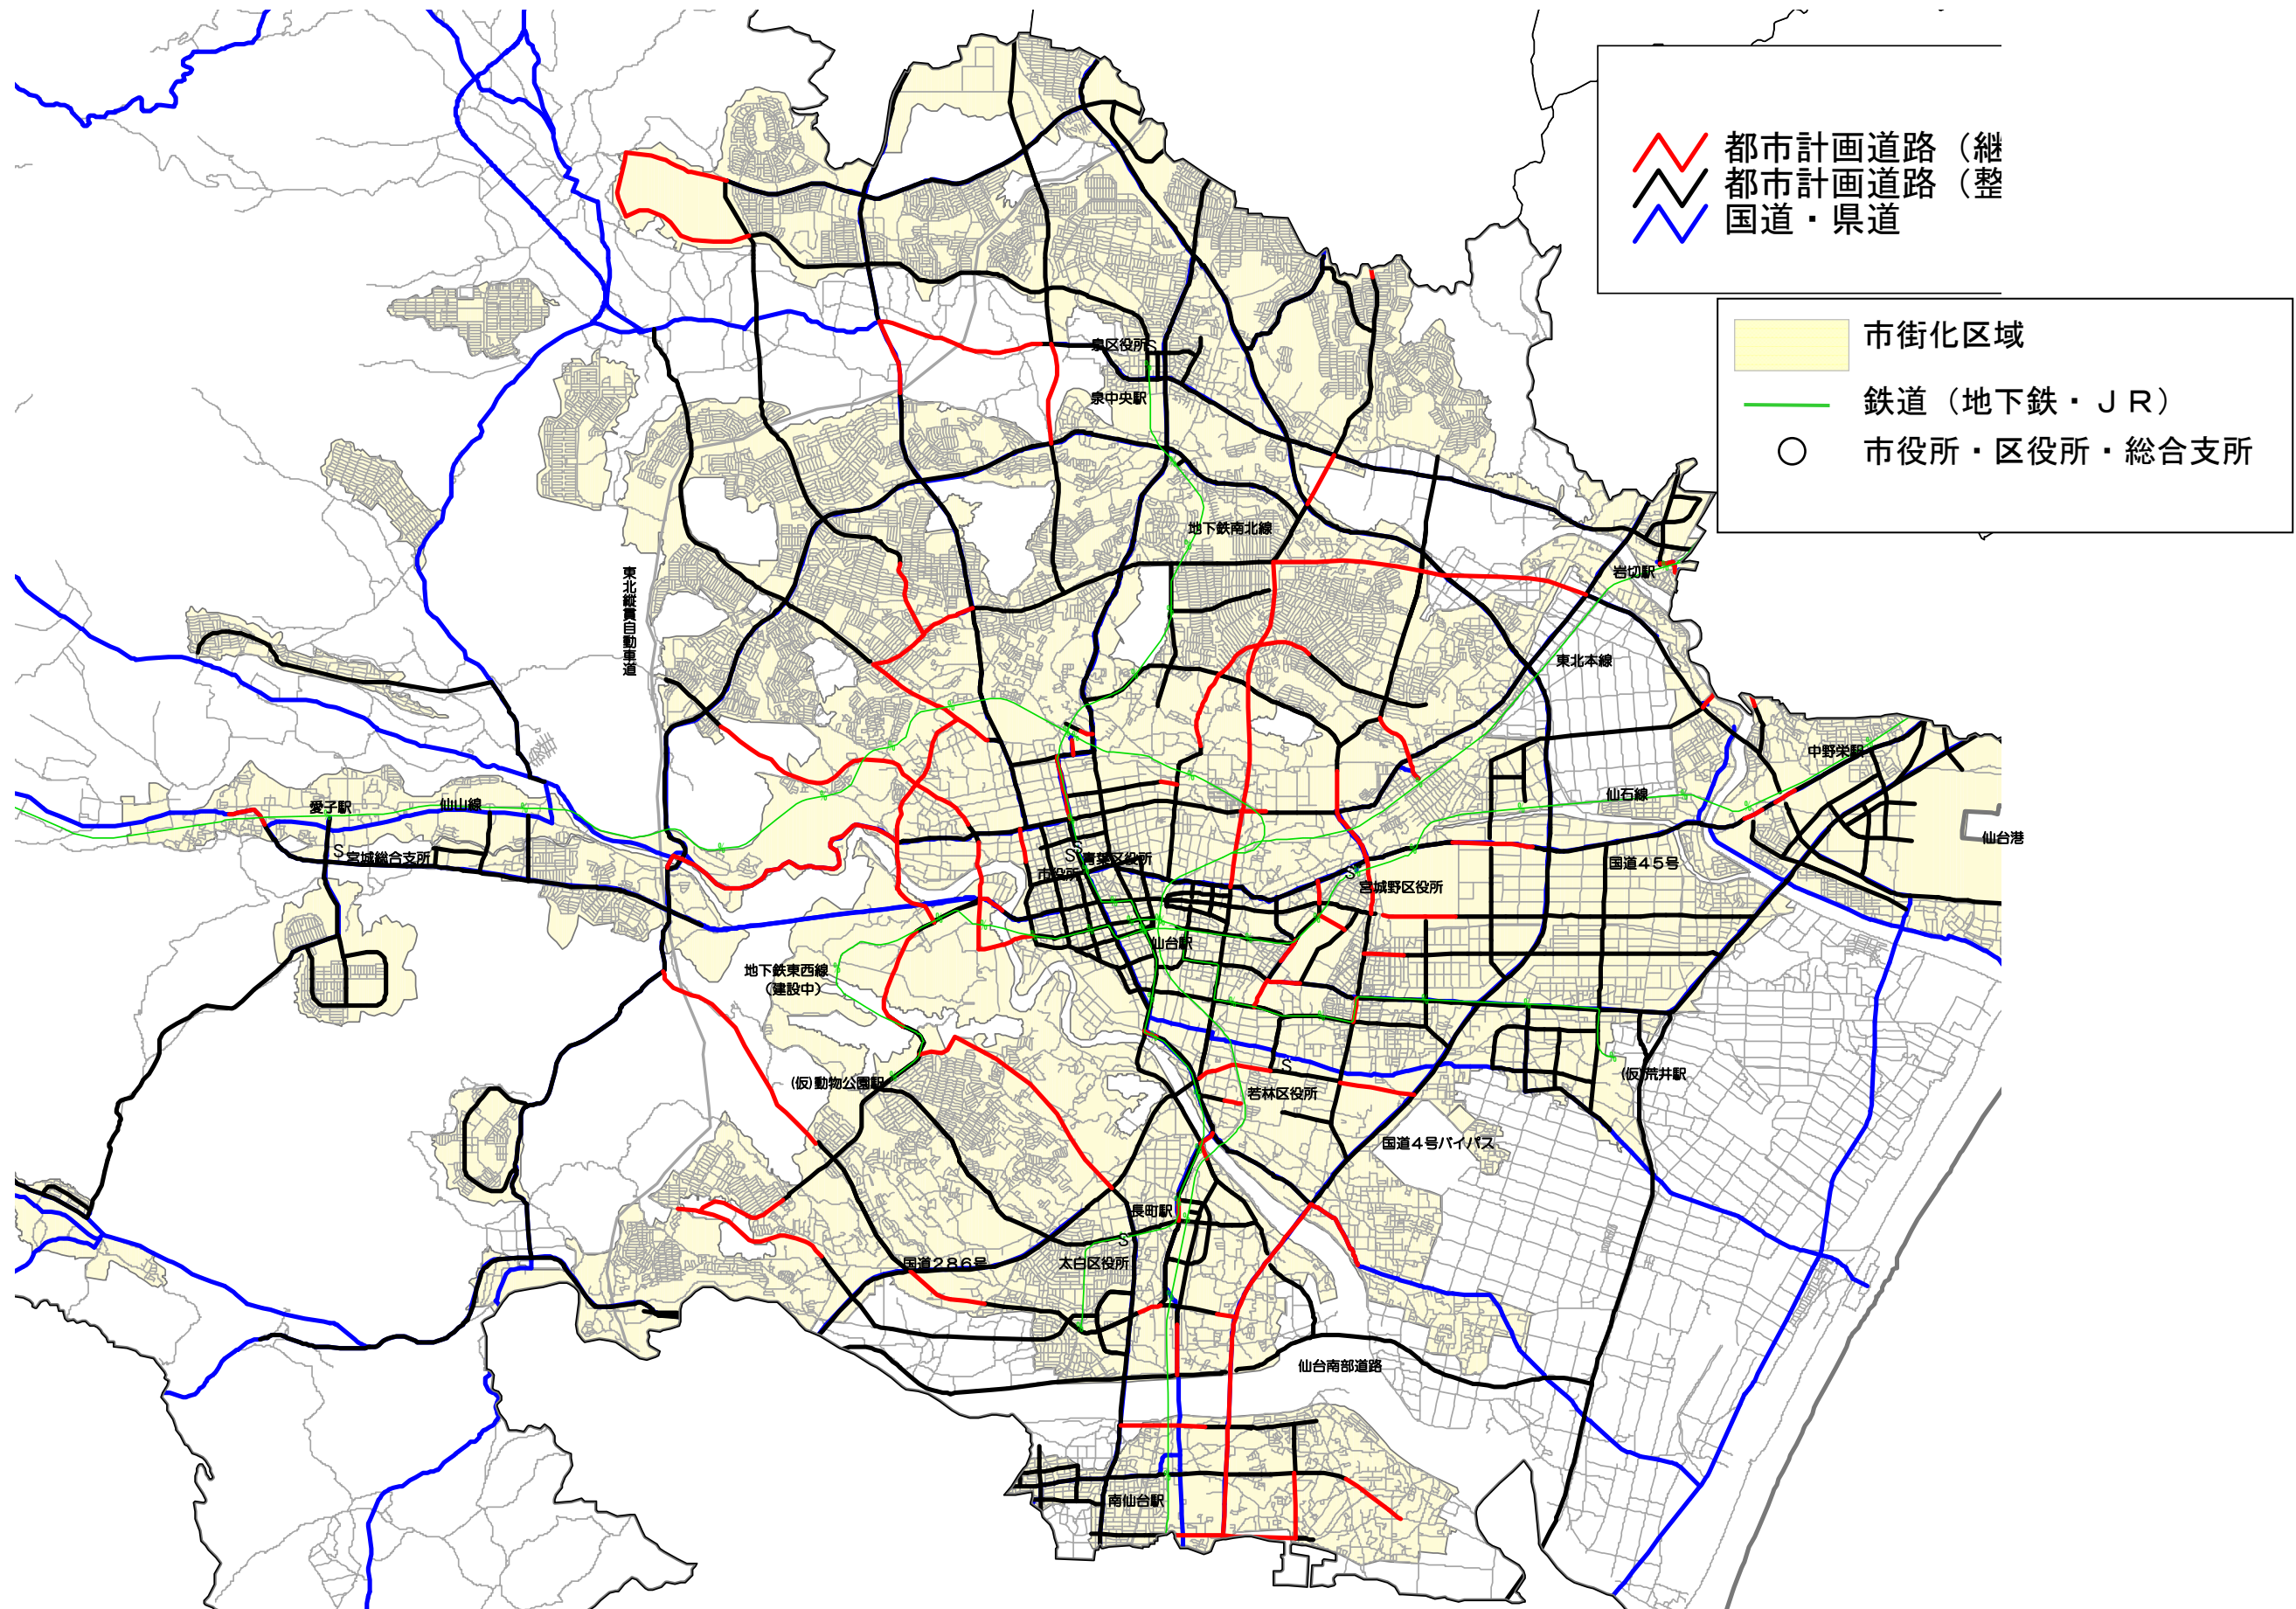 都市計画道路（継
都市計画道路（整
国道・県道
市街化区域
鉄道（地下鉄・ＪＲ）
市役所・区役所・総合支所
泉区役所
泉中央駅
地下鉄南北線
岩切駅
東北縦貫自動車道
東北本線
中野栄駅
愛子駅
仙山線
仙石線
仙台港
宮城総合支所
青葉区役所
市役所
国道４５号
宮城野区役所
仙台駅
地下鉄東西線
（建設中）
(仮)動物公園駅
(仮)荒井駅
若林区役所
国道４号バイパス
長町駅
国道２８６号
太白区役所
仙台南部道路
南仙台駅